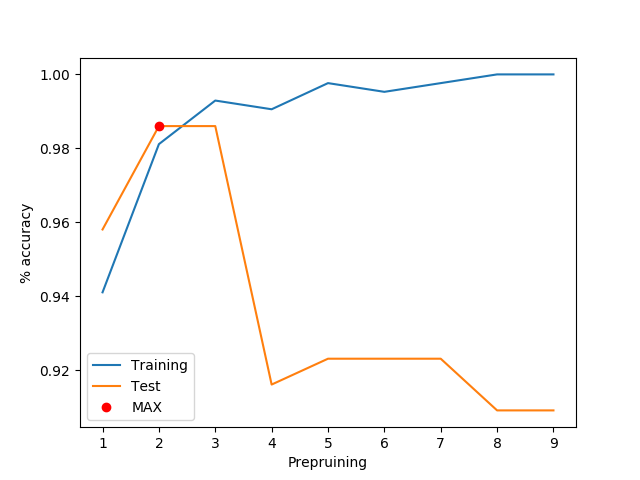 1.00
0.98
0.96
0.94
0.92
% accuracy
Training
Test
MAX
1 2 3 4 5 6 7 8 9
Prepruining